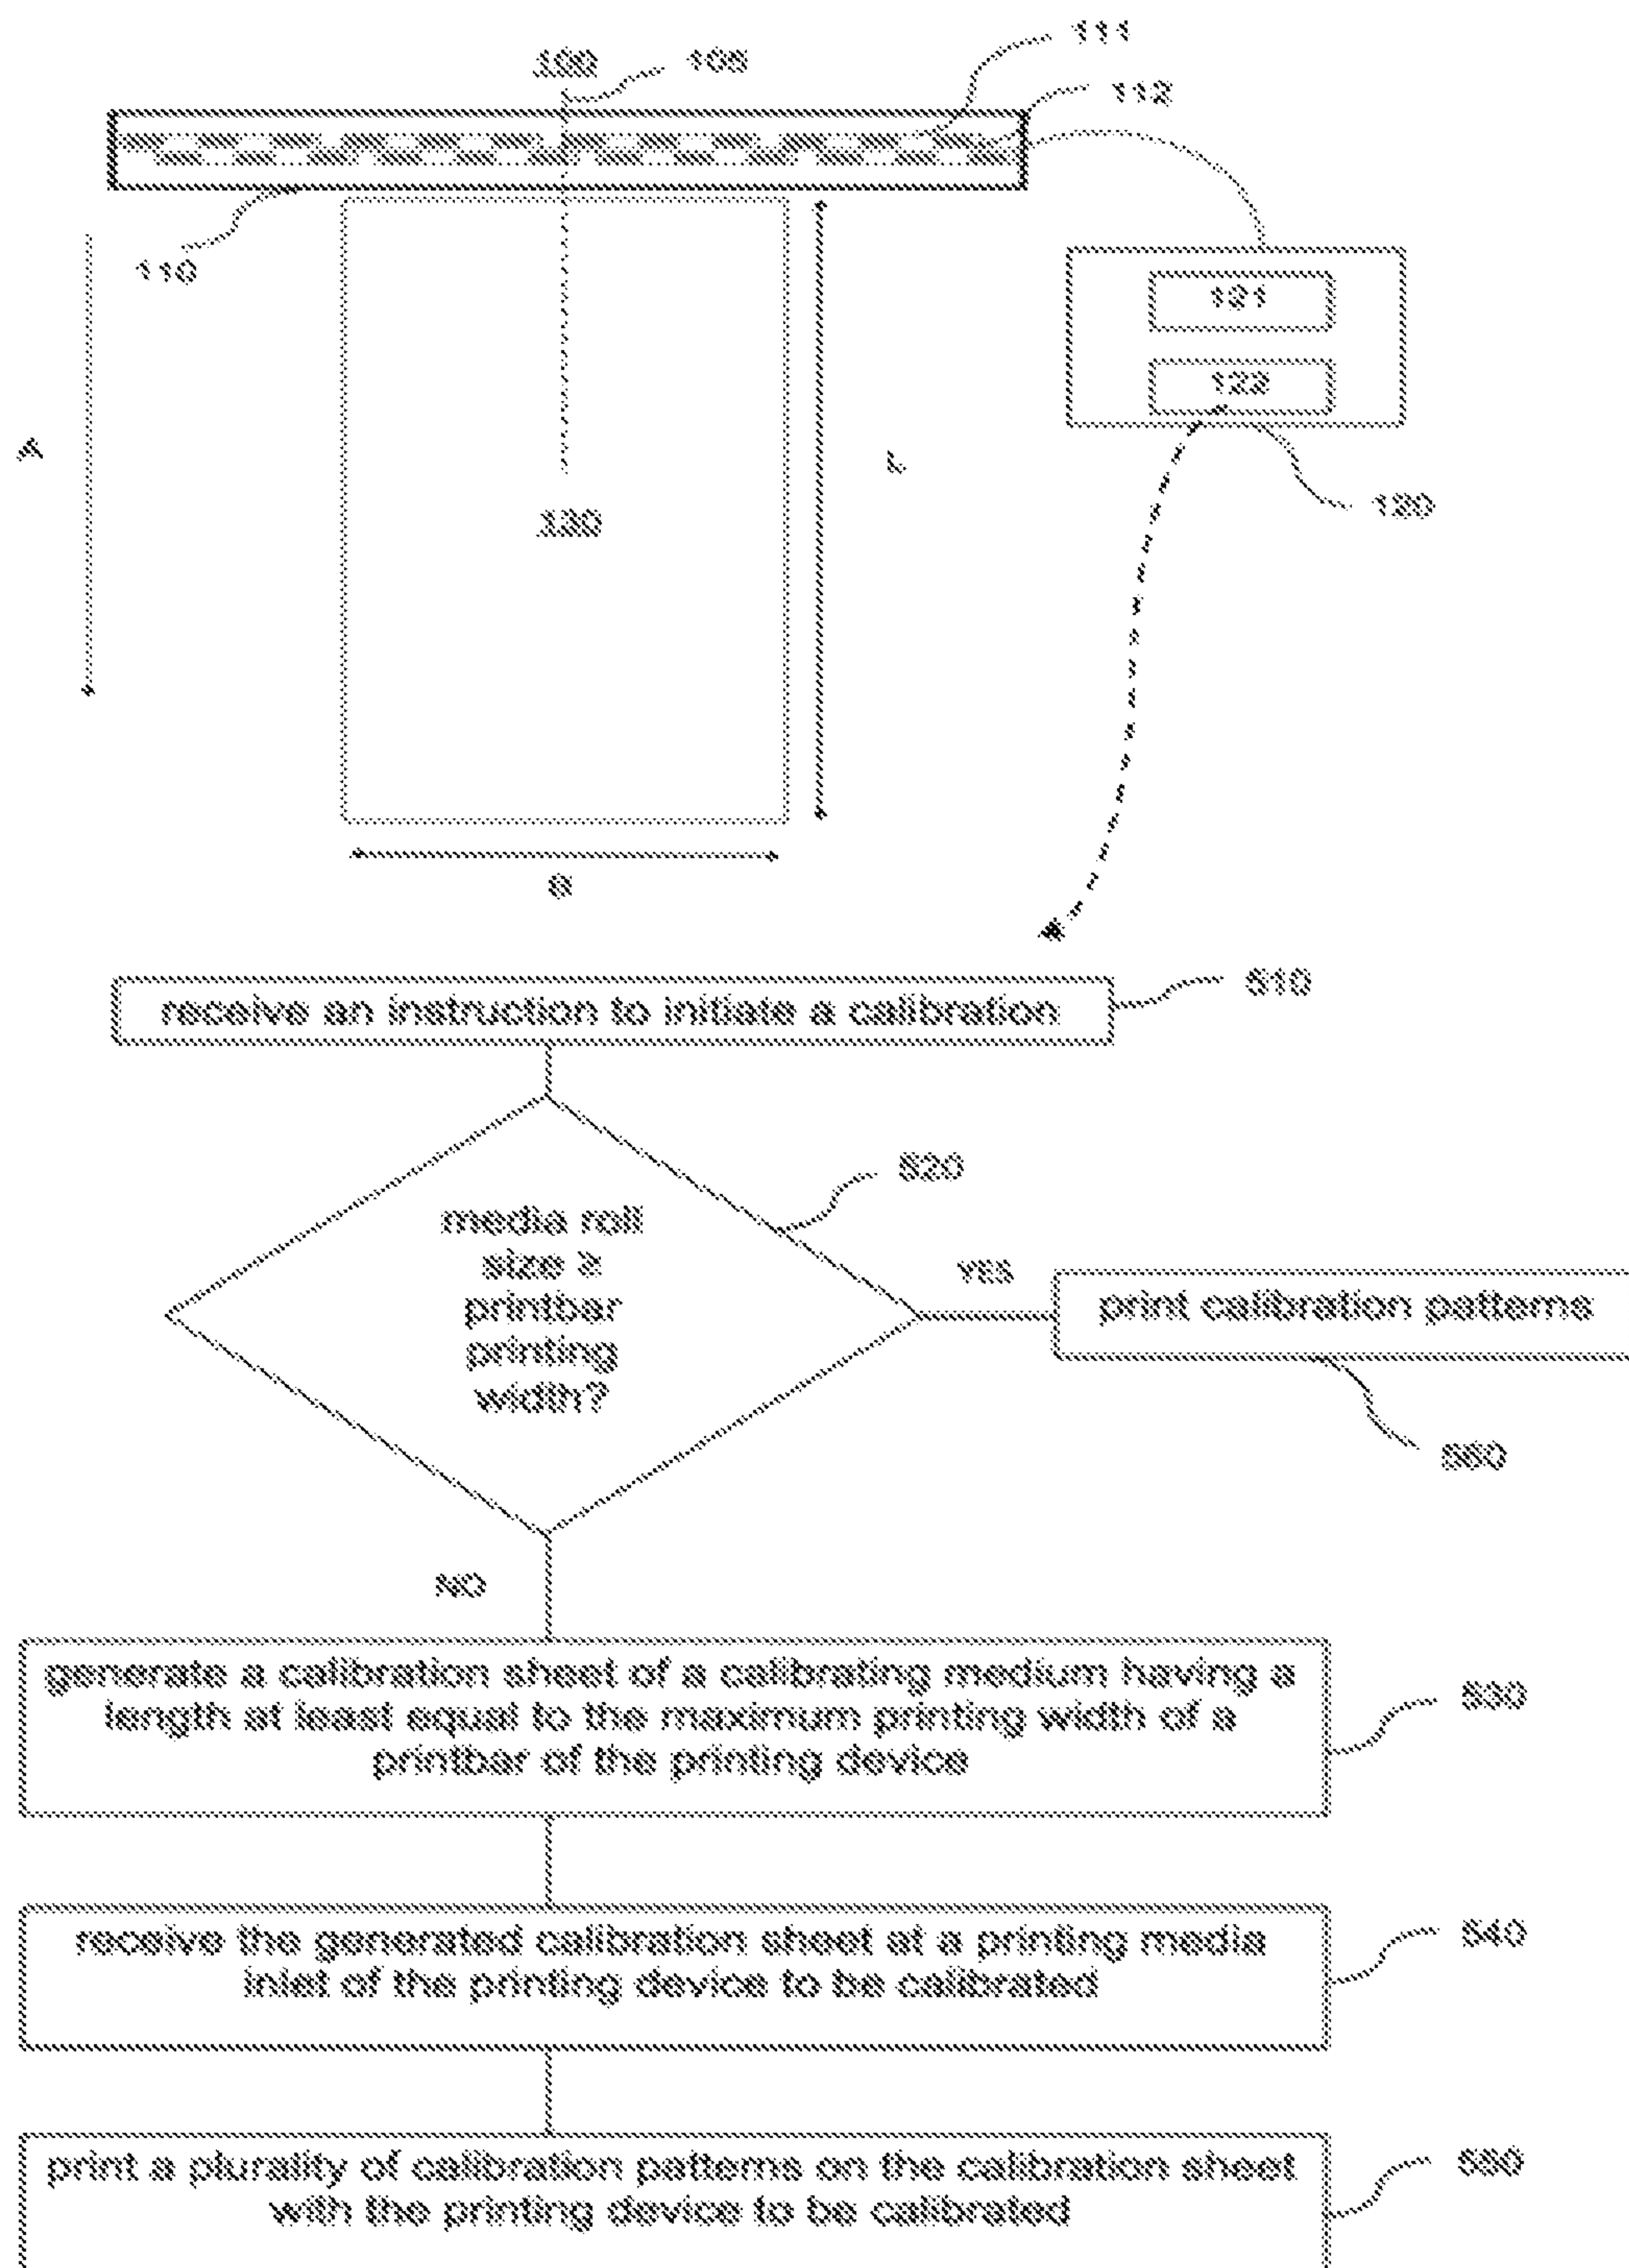 100
105
111
112
110
121
122
120
A
L
130
B
receive an instruction to initiate a calibration
510
520
media roll
size ≥
printbar
printing
width?
YES
print calibration patterns
NO
generate a calibration sheet of a calibrating medium having a
length at least equal to the maximum printing width of a
printbar of the printing device
530
receive the generated calibration sheet at a printing media
inlet of the printing device to be calibrated
540
print a plurality of calibration patterns on the calibration sheet
with the printing device to be calibrated
550